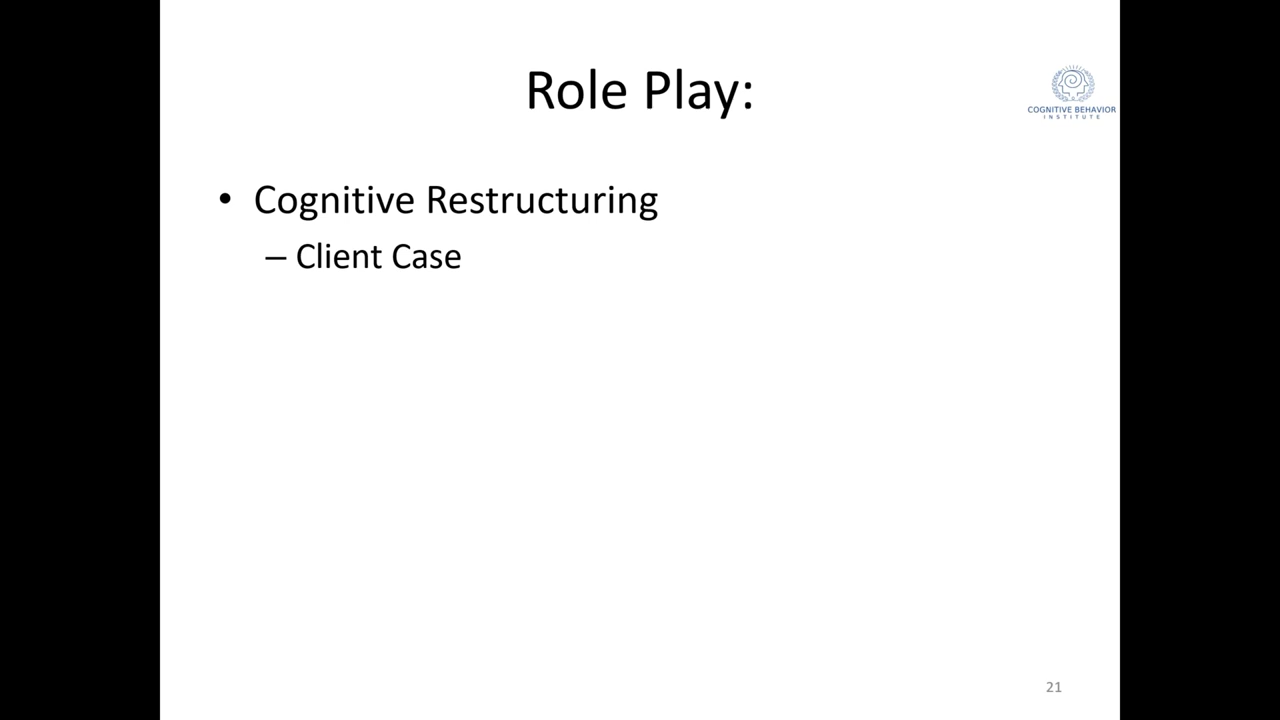 Role Play:
COGNITIVE BEHAVIOR
INSTITUTE
• Cognitive Restructuring
– Client Case
21